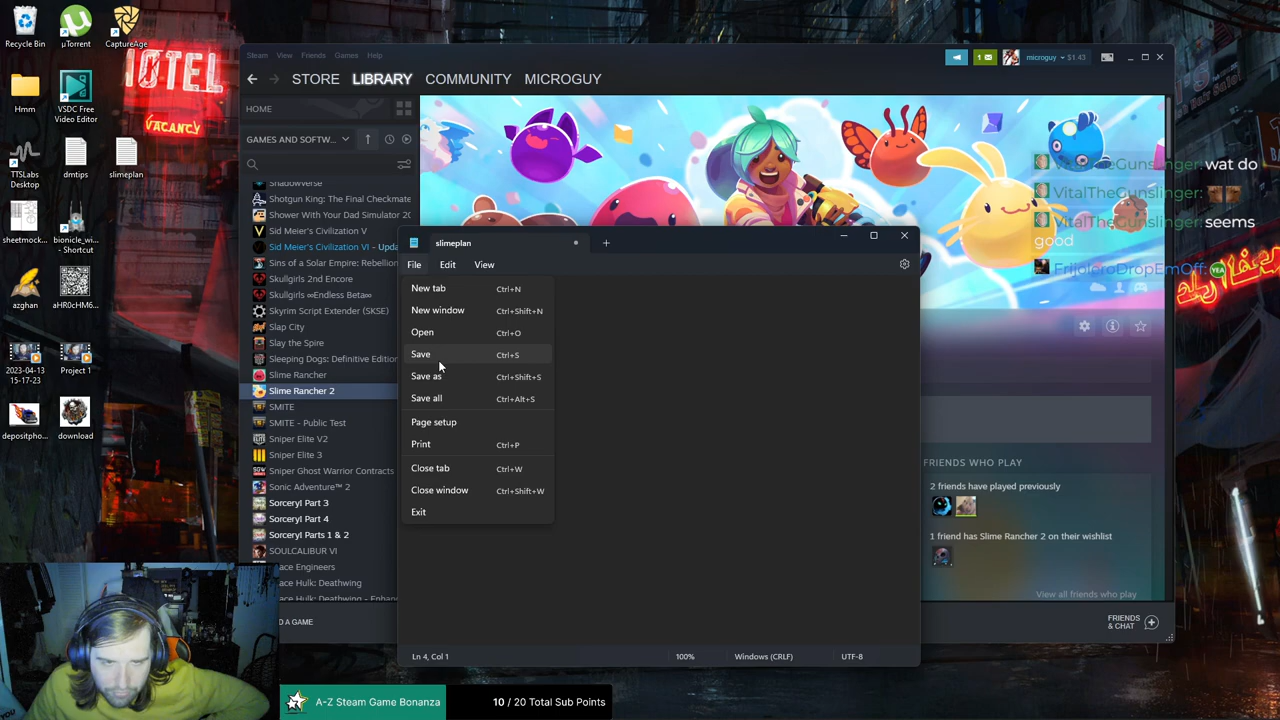 Recycle Bin
µTorrent
CaptureAge
Hmm
VSDC Free
Video Editor
TTSLabs
Desktop
dmtips
slimeplan
sheetmock...
bionicle_wi...
- Shortcut
azghan
aHR0cHM6...
2023-04-13
15-17-23
Project 1
depositpho...
download
HOTEL
VACANCY
Steam
View
Friends
Games
Help
1
microguy
$1.43
STORE
LIBRARY
COMMUNITY
MICROGUY
HOME
GAMES AND SOFTW...
Shadowverse
Shotgun King: The Final Checkmate
Shower With Your Dad Simulator 20
Sid Meier's Civilization V
Sid Meier's Civilization VI - Upda
Sins of a Solar Empire: Rebellion
Skullgirls 2nd Encore
Skullgirls ∞Endless Beta∞
Skyrim Script Extender (SKSE)
Slap City
Slay the Spire
Sleeping Dogs: Definitive Edition
Slime Rancher
Slime Rancher 2
SMITE
SMITE - Public Test
Sniper Elite V2
Sniper Elite 3
Sniper Ghost Warrior Contracts
Sonic Adventure™ 2
Sorceryl Part 3
Sorceryl Part 4
Sorceryl Parts 1 & 2
SOULCALIBUR VI
ace Engineers
ace Hulk: Deathwing
ace Hulk: Deathwing - Enhan
D A GAME
slimeplan
File
Edit
View
New tab Ctrl+N
New window Ctrl+Shift+N
Open Ctrl+O
Save Ctrl+S
Save as Ctrl+Shift+S
Save all Ctrl+Alt+S
Page setup
Print Ctrl+P
Close tab Ctrl+W
Close window Ctrl+Shift+W
Exit
Ln 4, Col 1
100%
Windows (CRLF)
UTF-8
VitalTheGunslinger: wat do
VitalTheGunslinger:
VitalTheGunslinger: seems
good
FrijoleroDropEmOff: YEA
FRIENDS WHO PLAY
2 friends have played previously
1 friend has Slime Rancher 2 on their wishlist
View all friends who play
FRIENDS
& CHAT
A-Z Steam Game Bonanza
10 / 20 Total Sub Points